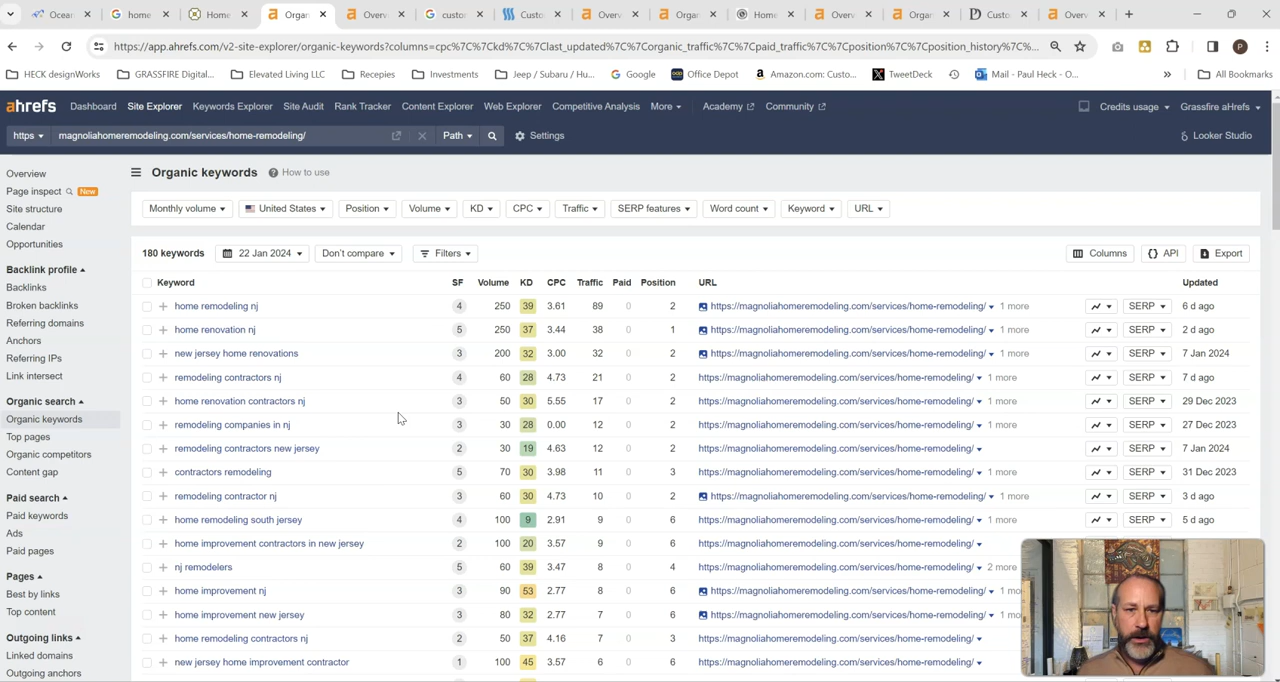 Ocean
home
Home
Organ
Overv
custor
Custo
Overv
Organ
Home
Overv
Organ
Custo
Overv
https://app.ahrefs.com/v2-site-explorer/organic-keywords?columns=cpc%7C%7Ckd%7C%7Clast_updated%7C%7Corganic_traffic%7C%7Cpaid_traffic%7C%7Cposition%7C%7Cposition_history%7C%...
P
HECK designWorks
GRASSFIRE Digital...
Elevated Living LLC
Recepies
Investments
Jeep / Subaru / Hu...
Google
Office Depot
Amazon.com: Custo...
TweetDeck
Mail - Paul Heck - O...
»
All Bookmarks
ahrefs
Dashboard
Site Explorer
Keywords Explorer
Site Audit
Rank Tracker
Content Explorer
Web Explorer
Competitive Analysis
More
Academy
Community
Credits usage
Grassfire aHrefs
https
magnoliahomeremodeling.com/services/home-remodeling/
Path
Settings
Looker Studio
Overview
Page inspect New
Site structure
Calendar
Opportunities
Backlink profile
Backlinks
Broken backlinks
Referring domains
Anchors
Referring IPs
Link intersect
Organic search
Organic keywords
Top pages
Organic competitors
Content gap
Paid search
Paid keywords
Ads
Paid pages
Pages
Best by links
Top content
Outgoing links
Linked domains
Outgoing anchors
Organic keywords
? How to use
Monthly volume
United States
Position
Volume
KD
CPC
Traffic
SERP features
Word count
Keyword
URL
180 keywords
22 Jan 2024
Don't compare
Filters
Columns
{} API
Export
Keyword SF Volume KD CPC Traffic Paid Position URL Updated
home remodeling nj 4 250 39 3.61 89 0 2 https://magnoliahomeremodeling.com/services/home-remodeling/ 1 more SERP 6 d ago
home renovation nj 5 250 37 3.44 38 0 1 https://magnoliahomeremodeling.com/services/home-remodeling/ 1 more SERP 2 d ago
new jersey home renovations 3 200 32 3.00 32 0 2 https://magnoliahomeremodeling.com/services/home-remodeling/ 1 more SERP 7 Jan 2024
remodeling contractors nj 4 60 28 4.73 21 0 2 https://magnoliahomeremodeling.com/services/home-remodeling/ 1 more SERP 7 d ago
home renovation contractors nj 3 50 30 5.55 17 0 2 https://magnoliahomeremodeling.com/services/home-remodeling/ 1 more SERP 29 Dec 2023
remodeling companies in nj 3 30 28 0.00 12 0 2 https://magnoliahomeremodeling.com/services/home-remodeling/ 1 more SERP 27 Dec 2023
remodeling contractors new jersey 2 30 19 4.63 12 0 2 https://magnoliahomeremodeling.com/services/home-remodeling/ SERP 7 Jan 2024
contractors remodeling 5 70 30 3.98 11 0 3 https://magnoliahomeremodeling.com/services/home-remodeling/ 1 more SERP 31 Dec 2023
remodeling contractor nj 3 60 30 4.73 10 0 2 https://magnoliahomeremodeling.com/services/home-remodeling/ 1 more SERP 3 d ago
home remodeling south jersey 4 100 9 2.91 9 0 6 https://magnoliahomeremodeling.com/services/home-remodeling/ 1 more SERP 5 d ago
home improvement contractors in new jersey 2 100 20 3.57 9 0 6 https://magnoliahomeremodeling.com/services/home-remodeling/
nj remodelers 5 60 39 3.47 8 0 4 https://magnoliahomeremodeling.com/services/home-remodeling/ 2 more
home improvement nj 3 90 53 2.77 8 0 6 https://magnoliahomeremodeling.com/services/home-remodeling/ 1 mo
home improvement new jersey 3 80 32 2.77 7 0 6 https://magnoliahomeremodeling.com/services/home-remodeling/ 1 mo
home remodeling contractors nj 2 50 37 4.16 7 0 3 https://magnoliahomeremodeling.com/services/home-remodeling/
new jersey home improvement contractor 1 100 45 3.57 6 0 6 https://magnoliahomeremodeling.com/services/home-remodeling/